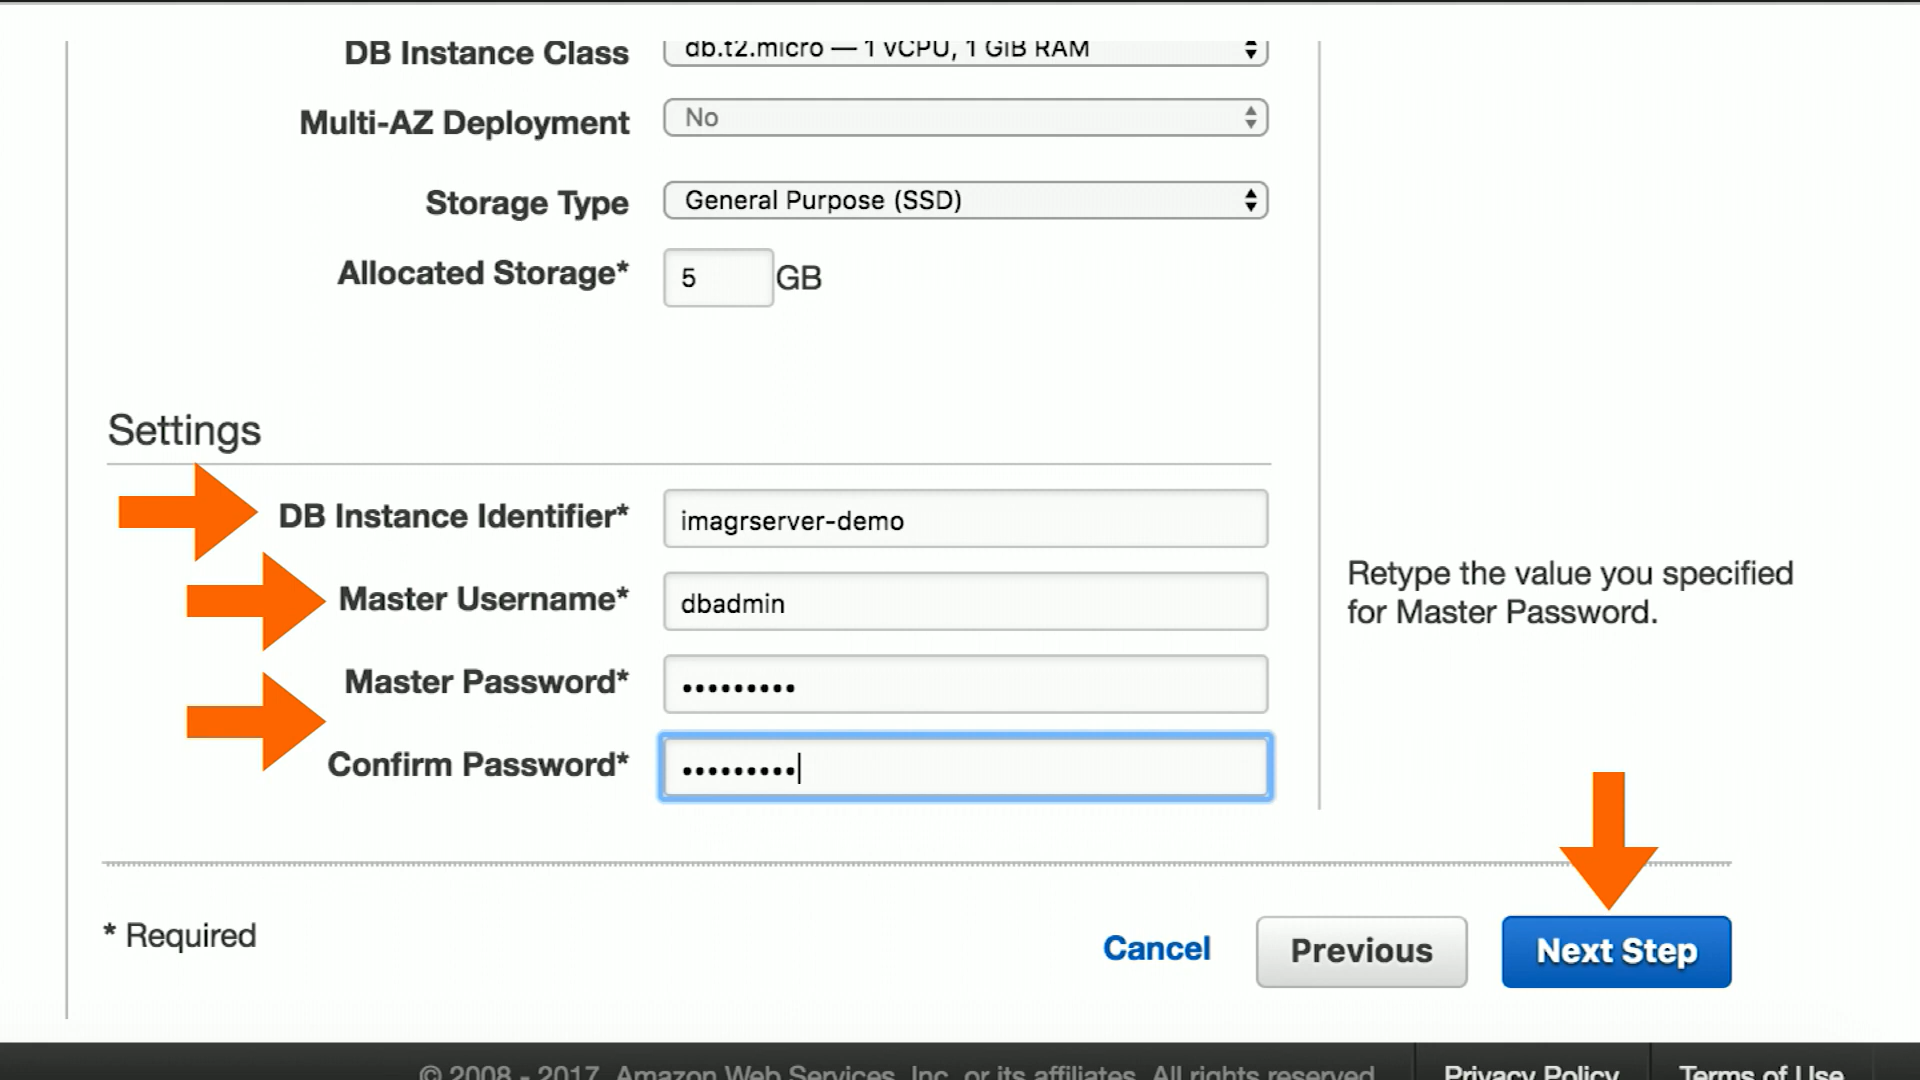 DB Instance Class db.t2.micro — 1 vCPU, 1 GiB RAM
Multi-AZ Deployment No
Storage Type General Purpose (SSD)
Allocated Storage* 5 GB
Settings
DB Instance Identifier* imagrserver-demo
Master Username* dbadmin
Retype the value you specified
for Master Password.
Master Password* •••••••••
Confirm Password* •••••••••
* Required Cancel Previous Next Step
© 2008 - 2017, Amazon Web Services, Inc. or its affiliates. All rights reserved. Privacy Policy Terms of Use